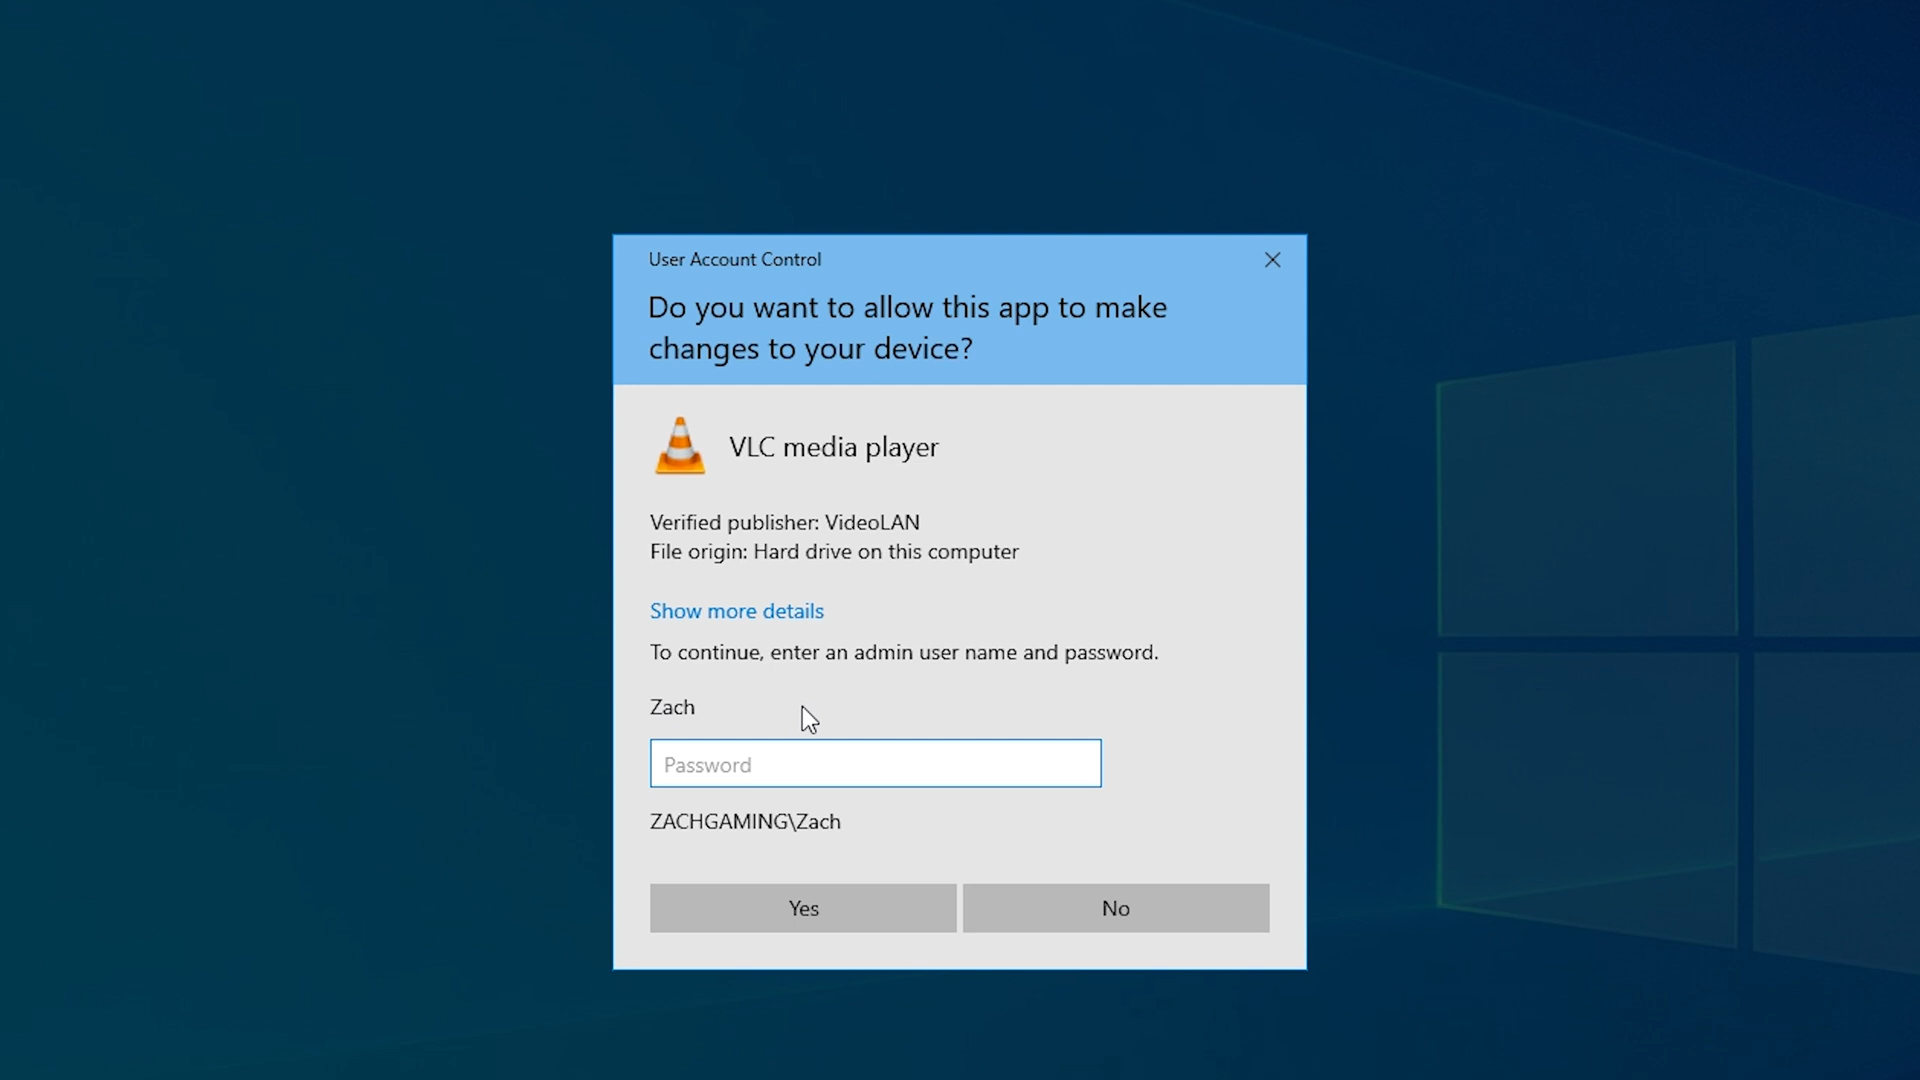 User Account Control
Do you want to allow this app to make
changes to your device?
VLC media player
Verified publisher: VideoLAN
File origin: Hard drive on this computer
Show more details
To continue, enter an admin user name and password.
Zach
Password
ZACHGAMING\Zach
Yes
No